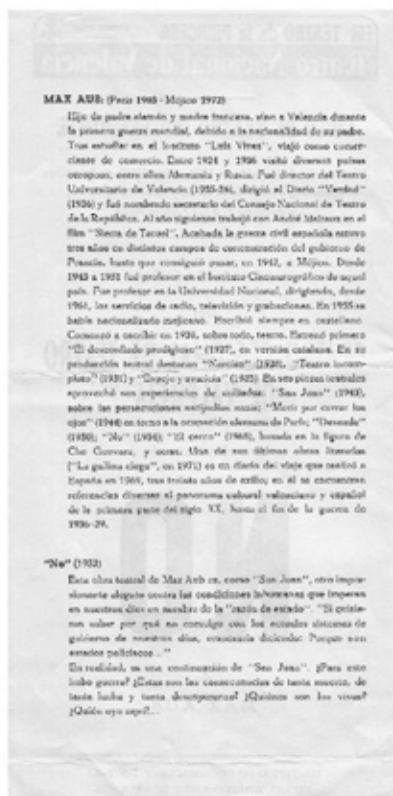 MAX AUB: (París 1903 - Méjico 1972)
Hijo de padre alemán y madre francesa, vino a Valencia durante
la primera guerra mundial, debido a la nacionalidad de su padre.
Tras estudiar en el Instituto "Luis Vives", viajó como comer-
ciante de comercio. Entre 1924 y 1936 visitó diversos países
europeos, entre ellos Alemania y Rusia. Fué director del Teatro
Universitario de Valencia (1935-36), dirigió el Diario "Verdad"
(1936) y fué nombrado secretario del Consejo Nacional de Teatro
de la República. Al año siguiente trabajó con André Malraux en el
film "Sierra de Teruel". Acabada la guerra civil española estuvo
tres años en distintos campos de concentración del gobierno de
Francia, hasta que consiguió pasar, en 1942, a Méjico. Desde
1943 a 1951 fué profesor en el Instituto Cinematográfico de aquel
país. Fue profesor en la Universidad Nacional, dirigiendo, desde
1961, los servicios de radio, televisión y grabaciones. En 1955 se
había nacionalizado mejicano. Escribió siempre en castellano.
Comenzó a escribir en 1920, sobre todo, teatro. Estrenó primero
"El desconfiado prodigioso" (1927), en versión catalana. En su
producción teatral destacan "Narciso" (1928), "Teatro incom-
pleto" (1931) y "Espejo y avaricia" (1935) En sus piezas teatrales
aprovechó sus experiencias de exiliado: "San Juan" (1943),
sobre las persecuciones antijudías nazis; "Morir por cerrar los
ojos" (1944) en torno a la ocupación alemana de París; "Deseada"
(1950); "No" (1952); "El cerco" (1968), basada en la figura de
Che Guevara, y otras. Una de sus últimas obras literarias
("La gallina ciega", en 1971) es un diario del viaje que realizó a
España en 1969, tras treinta años de exilio; en él se encuentran
referencias diversas al panorama cultural valenciano y español
de la primera parte del siglo XX, hasta el fin de la guerra de
1936-39.
"No" (1952)
Esta obra teatral de Max Aub es, como "San Juan", otro impre-
sionante alegato contra las condiciones inhumanas que imperan
en nuestros días en nombre de la "razón de estado". "Si quisie-
ran saber por qué no comulgo con los actuales sistemas de
gobierno de nuestros días, diciendo: Porque son
estados policíacos..."
En realidad, es una continuación de "San Juan". ¿Para esto
hubo guerra? ¿Estas son las consecuencias de tanta muerte, de
tanta lucha y tanta desesperanza? ¿Quiénes son los vivos?
¿Quién vive aquí?...